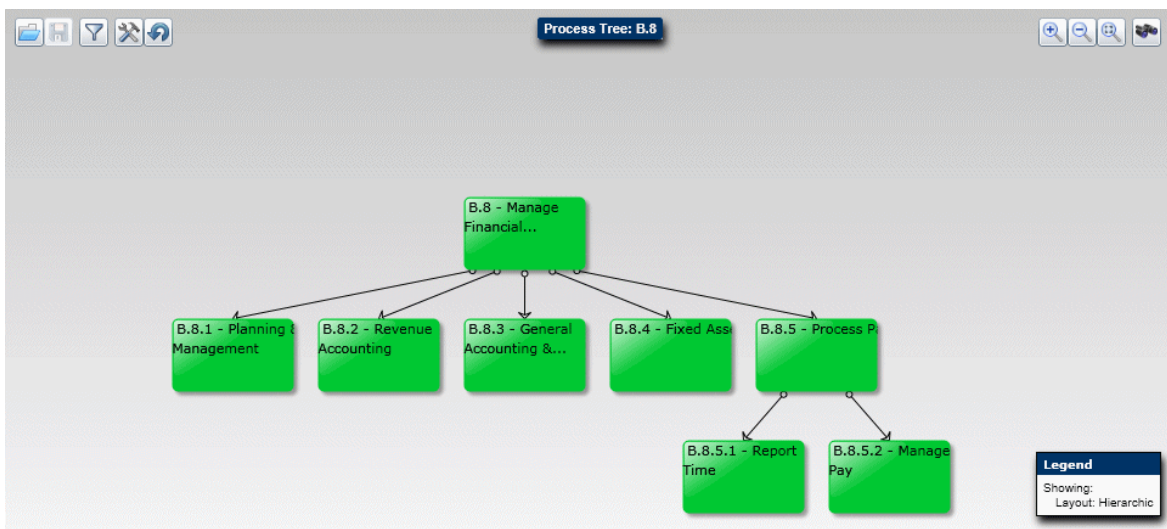 Process Tree: B.8
B.8 - Manage
Financial...
B.8.1 - Planning &
Management
B.8.2 - Revenue
Accounting
B.8.3 - General
Accounting &...
B.8.4 - Fixed Asse
B.8.5 - Process Pa
B.8.5.1 - Report
Time
B.8.5.2 - Manage
Pay
Legend
Showing:
Layout: Hierarchic